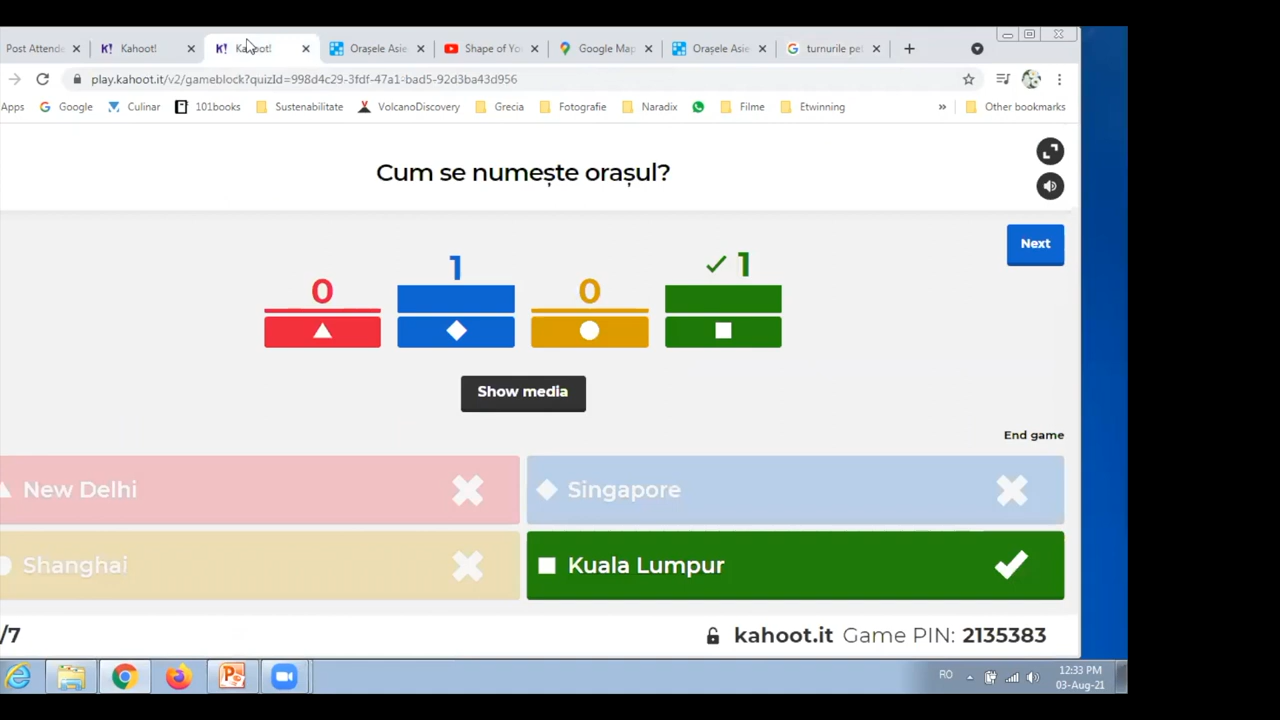 Post Attende
Kahoot!
Kahoot!
Orașele Asie
Shape of Yo
Google Map
Orașele Asie
turnurile pet
play.kahoot.it/v2/gameblock?quizId=998d4c29-3fdf-47a1-bad5-92d3ba43d956
Apps
Google
Culinar
101books
Sustenabilitate
VolcanoDiscovery
Grecia
Fotografie
Naradix
Filme
Etwinning
»
Other bookmarks
Cum se numește orașul?
Next
0
1
0
1
Show media
End game
New Delhi
Singapore
Shanghai
Kuala Lumpur
/7
kahoot.it Game PIN: 2135383
RO
12:33 PM
03-Aug-21